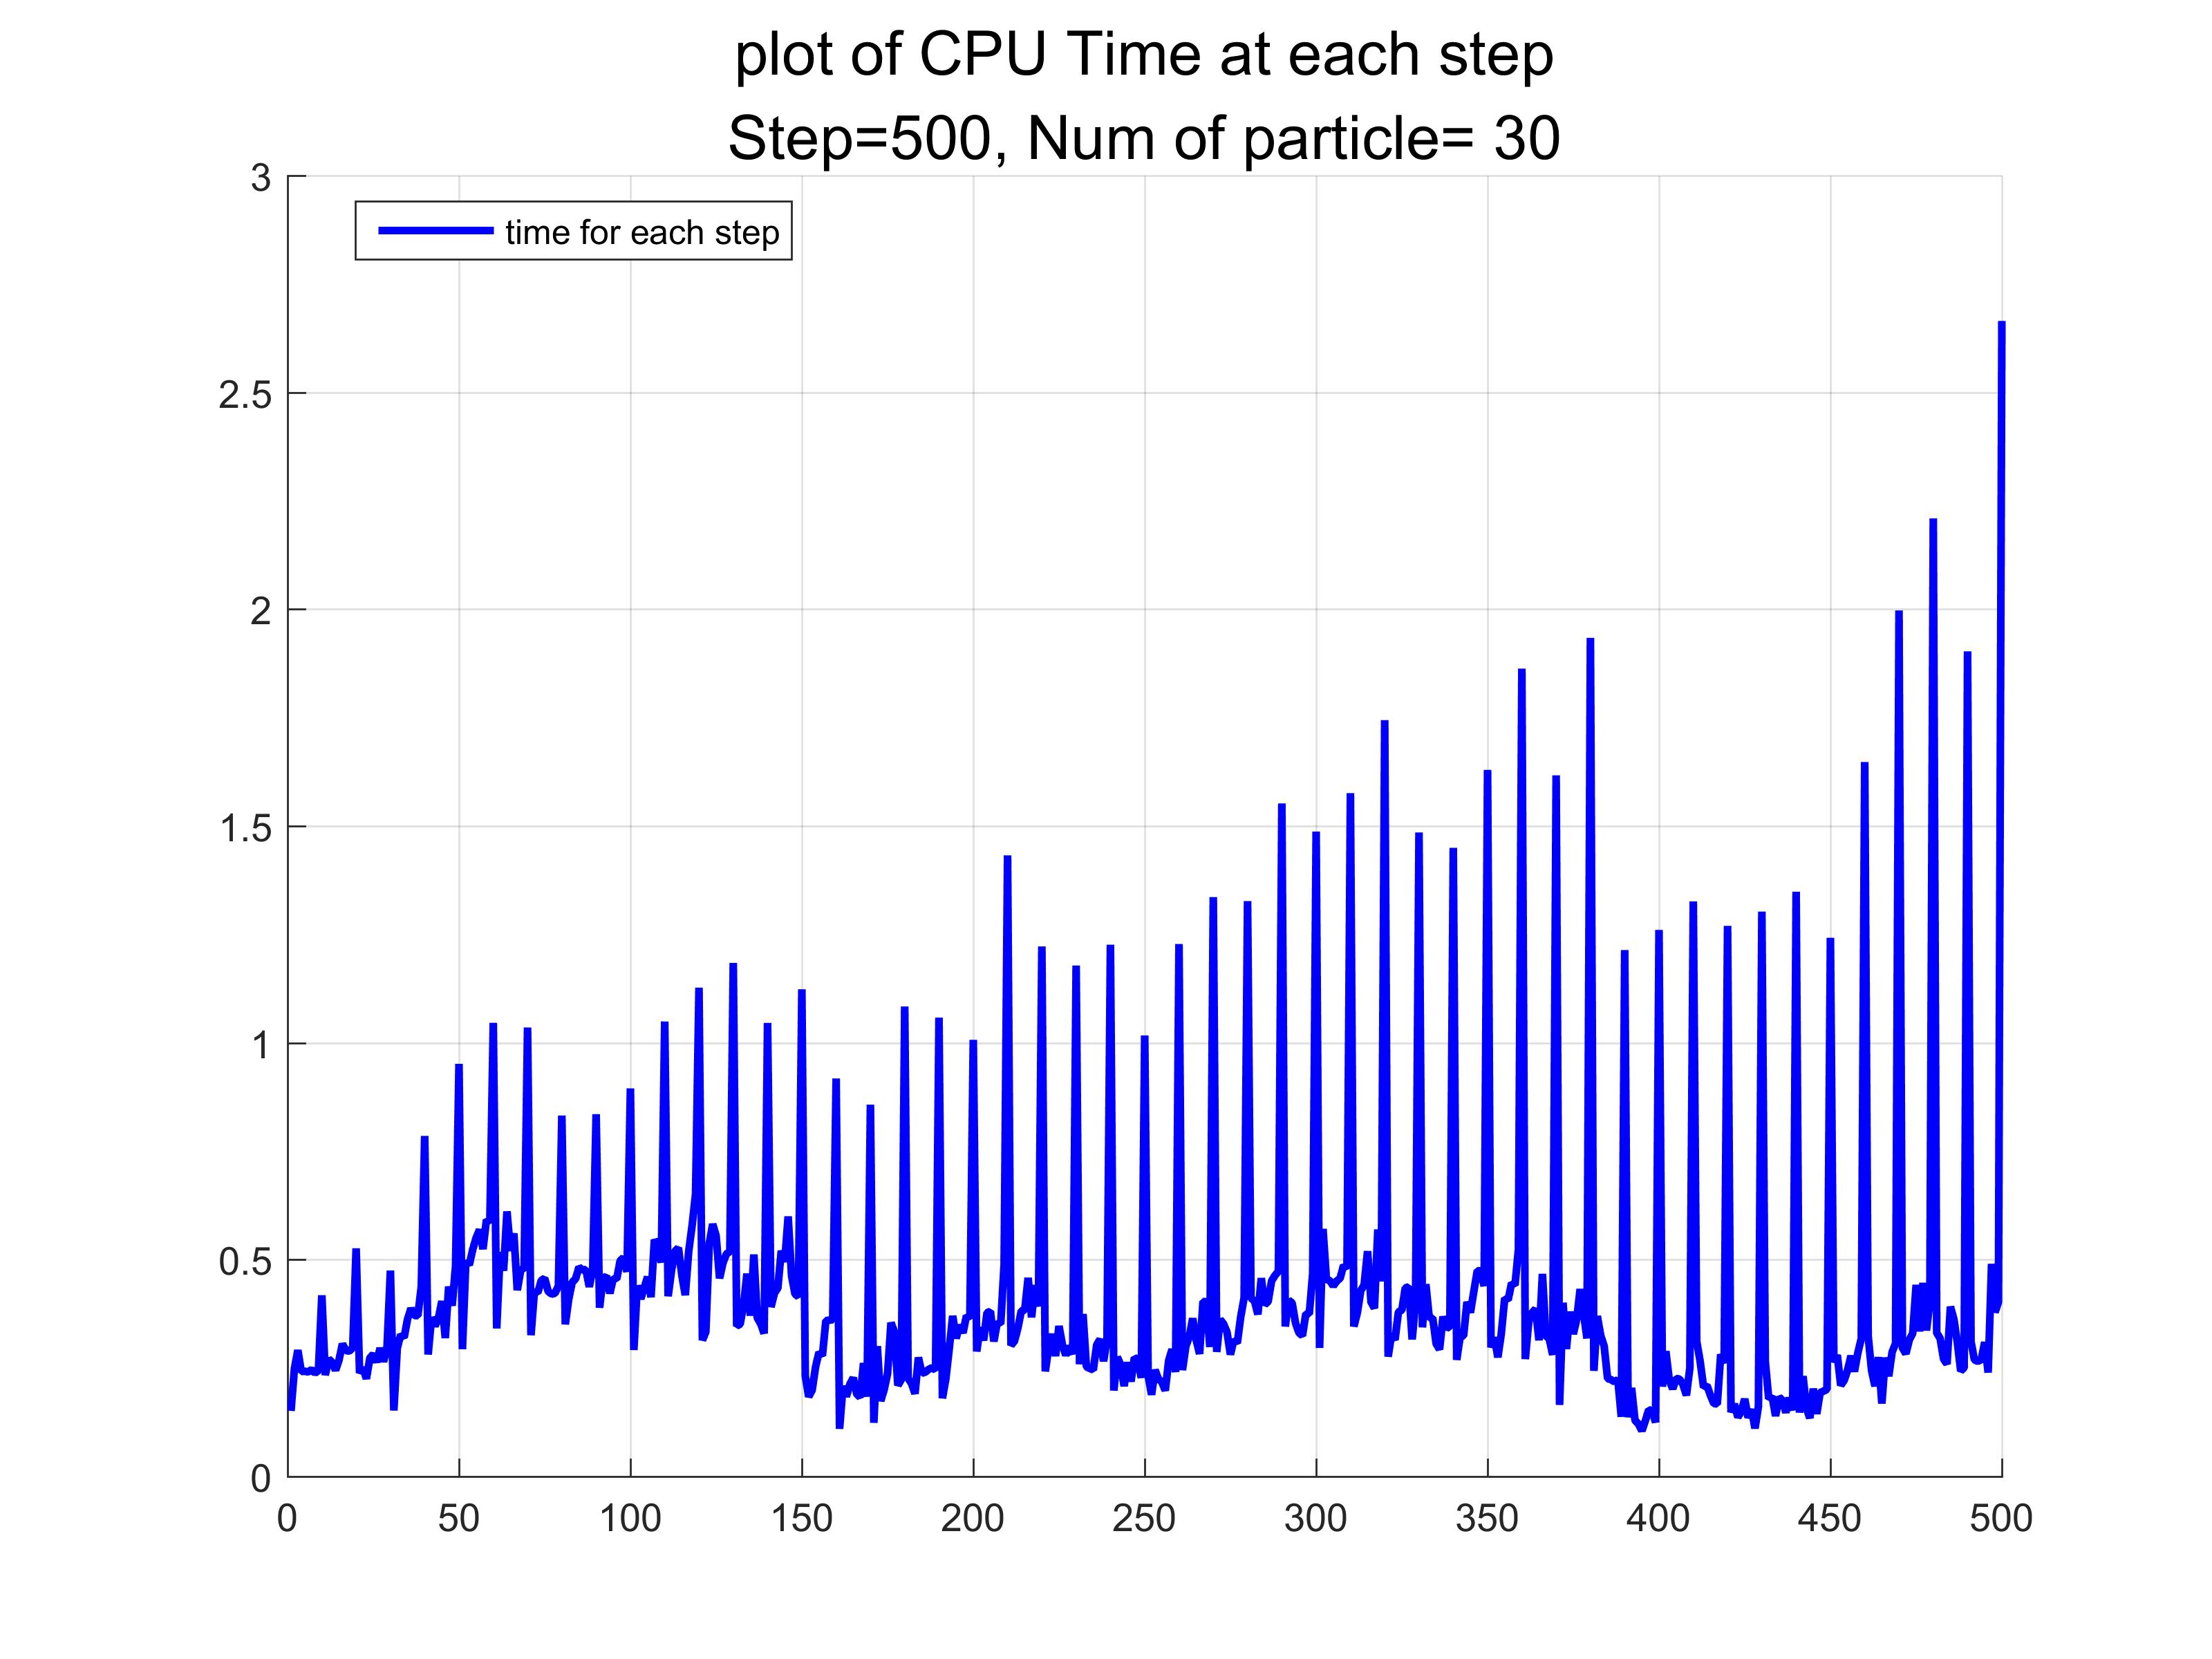 plot of CPU Time at each step
Step=500, Num of particle= 30
time for each step
3
2.5
2
1.5
1
0.5
0
0 50 100 150 200 250 300 350 400 450 500